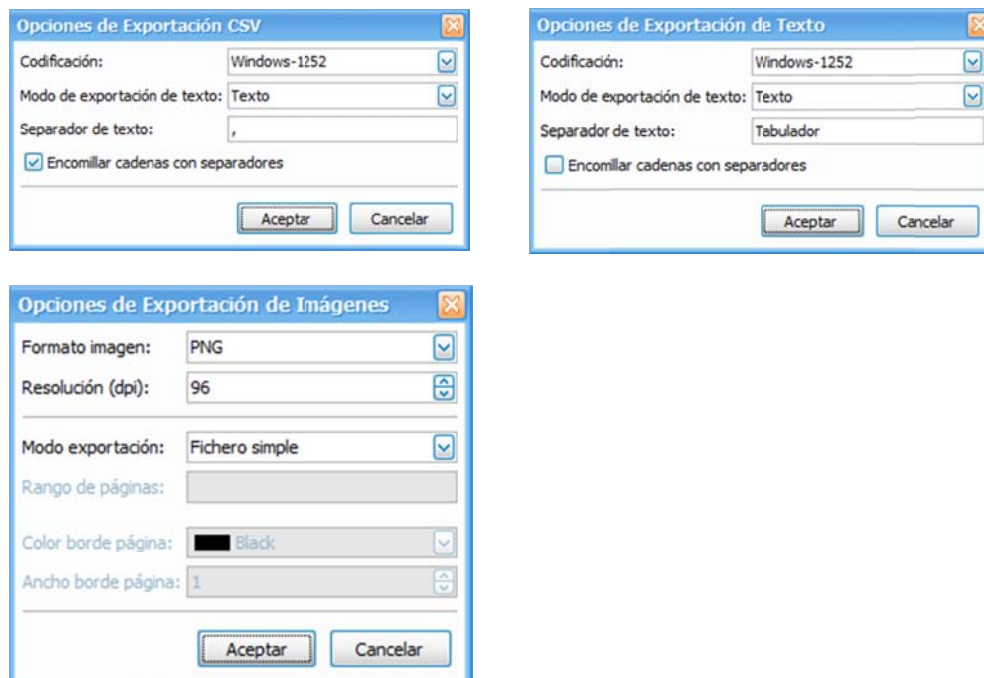 Opciones de Exportación CSV
Codificación: Windows-1252
Modo de exportación de texto: Texto
Separador de texto: ,
Encomillar cadenas con separadores
Aceptar Cancelar
Opciones de Exportación de Texto
Codificación: Windows-1252
Modo de exportación de texto: Texto
Separador de texto: Tabulador
Encomillar cadenas con separadores
Aceptar Cancelar
Opciones de Exportación de Imágenes
Formato imagen: PNG
Resolución (dpi): 96
Modo exportación: Fichero simple
Rango de páginas:
Color borde página: Black
Ancho borde página: 1
Aceptar Cancelar